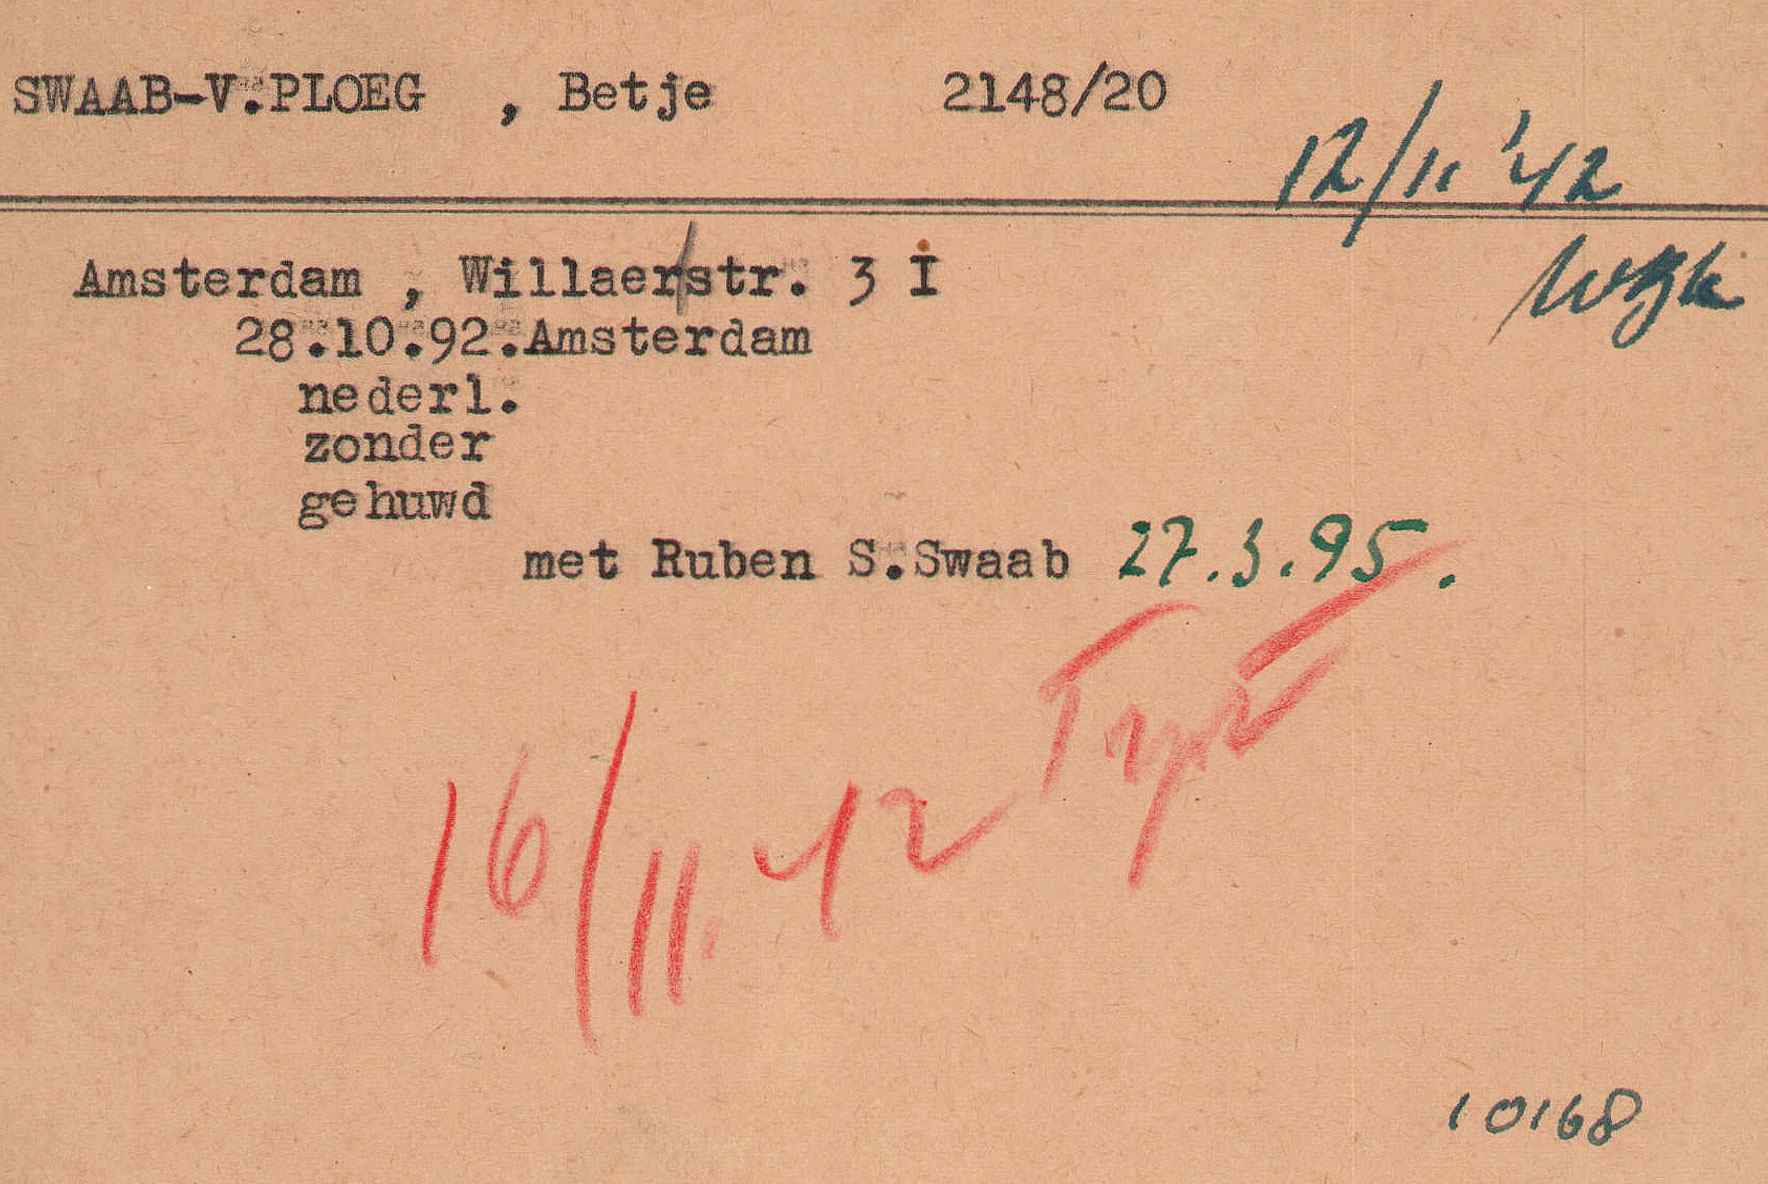 SWAAB-V.PLOEG , Betje 2148/20
12/11 '42
Amsterdam , Willaerstr. 3 I
28.10.92.Amsterdam
nederl.
zonder
gehuwd
met Ruben S.Swaab 27.3.95.
16/11.42
10168